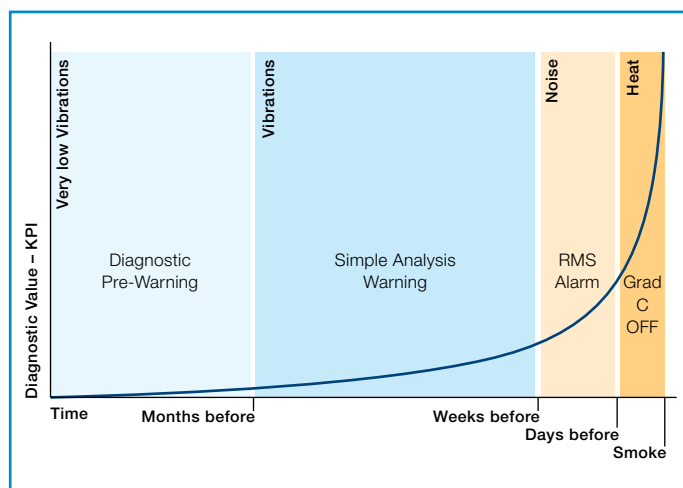 Diagnostic Value – KPI
Very low Vibrations
Vibrations
Noise
Heat
Diagnostic
Pre-Warning
Simple Analysis
Warning
RMS
Alarm
Grad
C
OFF
Time
Months before
Weeks before
Days before
Smoke